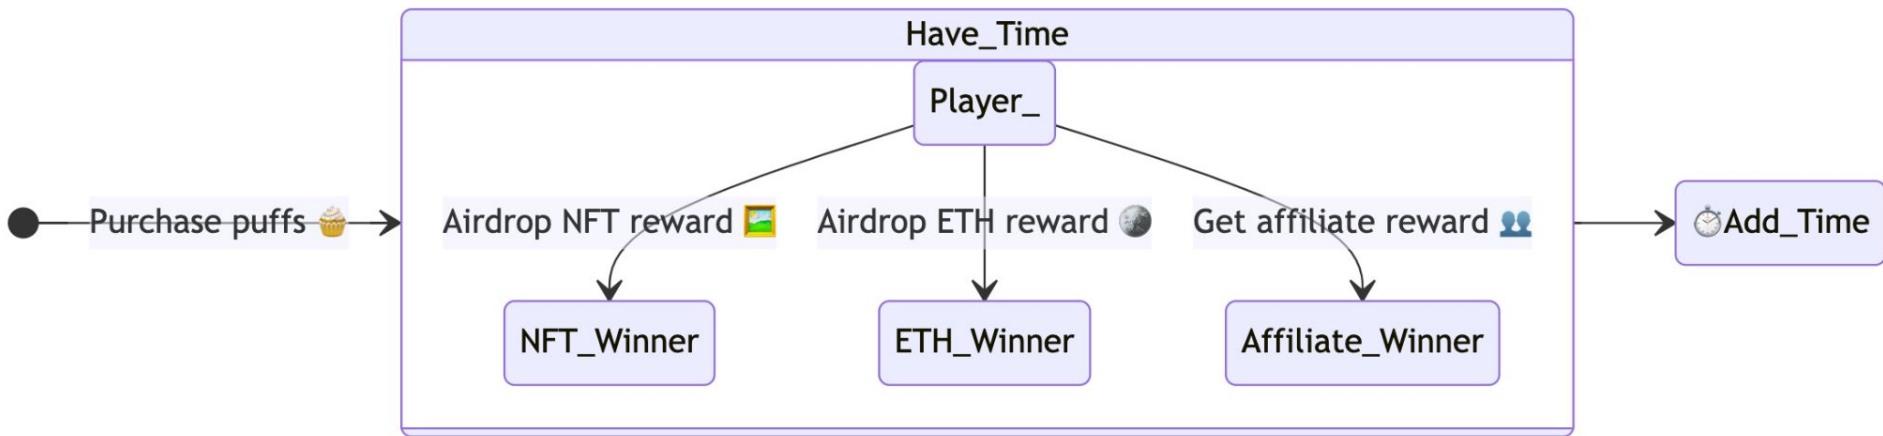 Have_Time
Player_
Purchase puffs 🧁
Airdrop NFT reward 🖼️
Airdrop ETH reward 🌚
Get affiliate reward 👥
⏱Add_Time
NFT_Winner
ETH_Winner
Affiliate_Winner